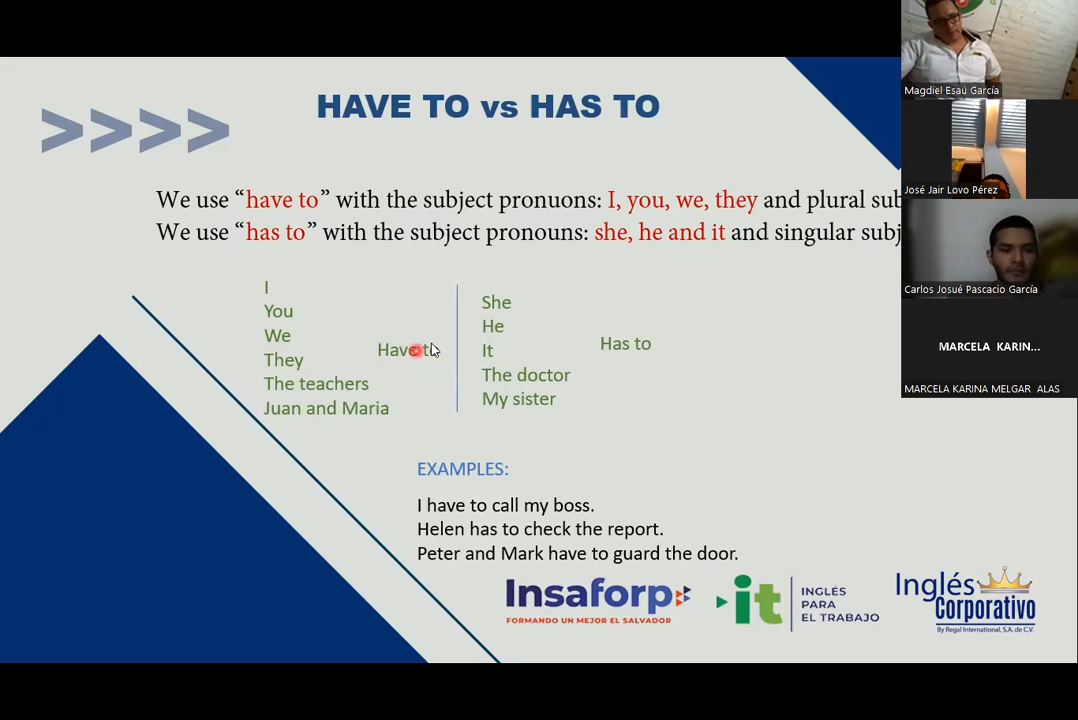 HAVE TO vs HAS TO
>>>>
We use “have to” with the subject pronuons: I, you, we, they and plural
We use “has to” with the subject pronouns: she, he and it and singular
I
You
We
They
The teachers
Juan and Maria
Have to
She
He
It
The doctor
My sister
Has to
EXAMPLES:
I have to call my boss.
Helen has to check the report.
Peter and Mark have to guard the door.
Insaforp
FORMANDO UN MEJOR EL SALVADOR
it
INGLÉS
PARA
EL TRABAJO
Inglés
Corporativo
By Regal International, S.A. de C.V.
Magdiel Esaú García
José Jair Lovo Pérez
Carlos Josué Pascacio García
MARCELA KARIN...
MARCELA KARINA MELGAR ALAS